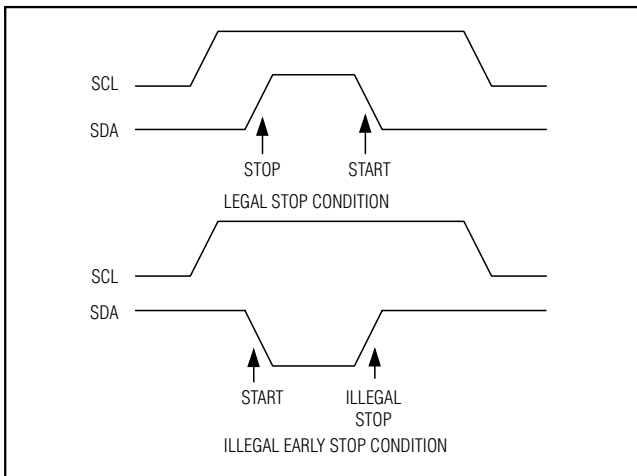 SCL
SDA
STOP START
LEGAL STOP CONDITION
SCL
SDA
START ILLEGAL
STOP
ILLEGAL EARLY STOP CONDITION